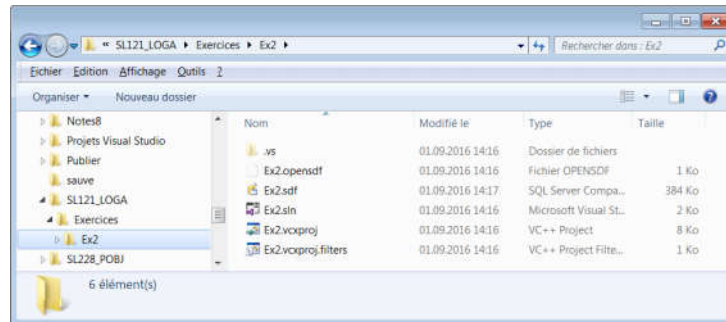 « SL121_LOGA Exercices Ex2
Rechercher dans : Ex2
Fichier Edition Affichage Outils ?
Organiser Nouveau dossier
Nom Modifié le Type Taille
Notes8
Projets Visual Studio
Publier
sauve
SL121_LOGA
Exercices
Ex2
SL228_POBJ
.vs 01.09.2016 14:16 Dossier de fichiers
Ex2.opensdf 01.09.2016 14:16 Fichier OPENSDF 1 Ko
Ex2.sdf 01.09.2016 14:17 SQL Server Compa... 384 Ko
Ex2.sln 01.09.2016 14:16 Microsoft Visual St... 2 Ko
Ex2.vcxproj 01.09.2016 14:16 VC++ Project 8 Ko
Ex2.vcxproj.filters 01.09.2016 14:16 VC++ Project Filte... 1 Ko
6 élément(s)